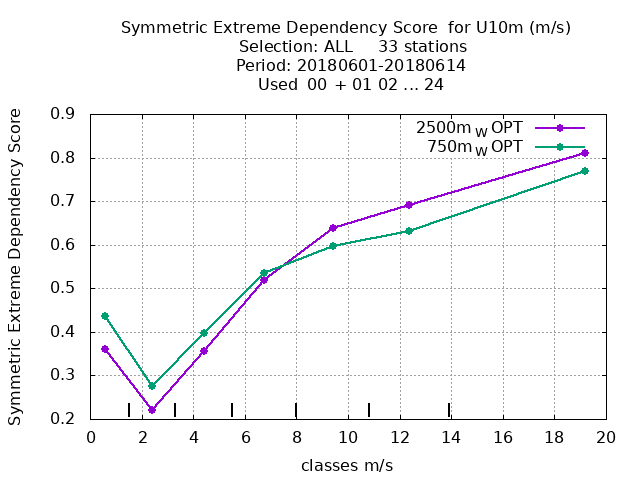 Symmetric Extreme Dependency Score  for U10m (m/s)
Selection: ALL     33 stations
Period: 20180601-20180614
Used  00  + 01 02 ... 24
2500m W OPT
750m W OPT
0.9
0.8
0.7
0.6
0.5
0.4
0.3
0.2
Symmetric Extreme Dependency Score
0 2 4 6 8 10 12 14 16 18 20
classes m/s